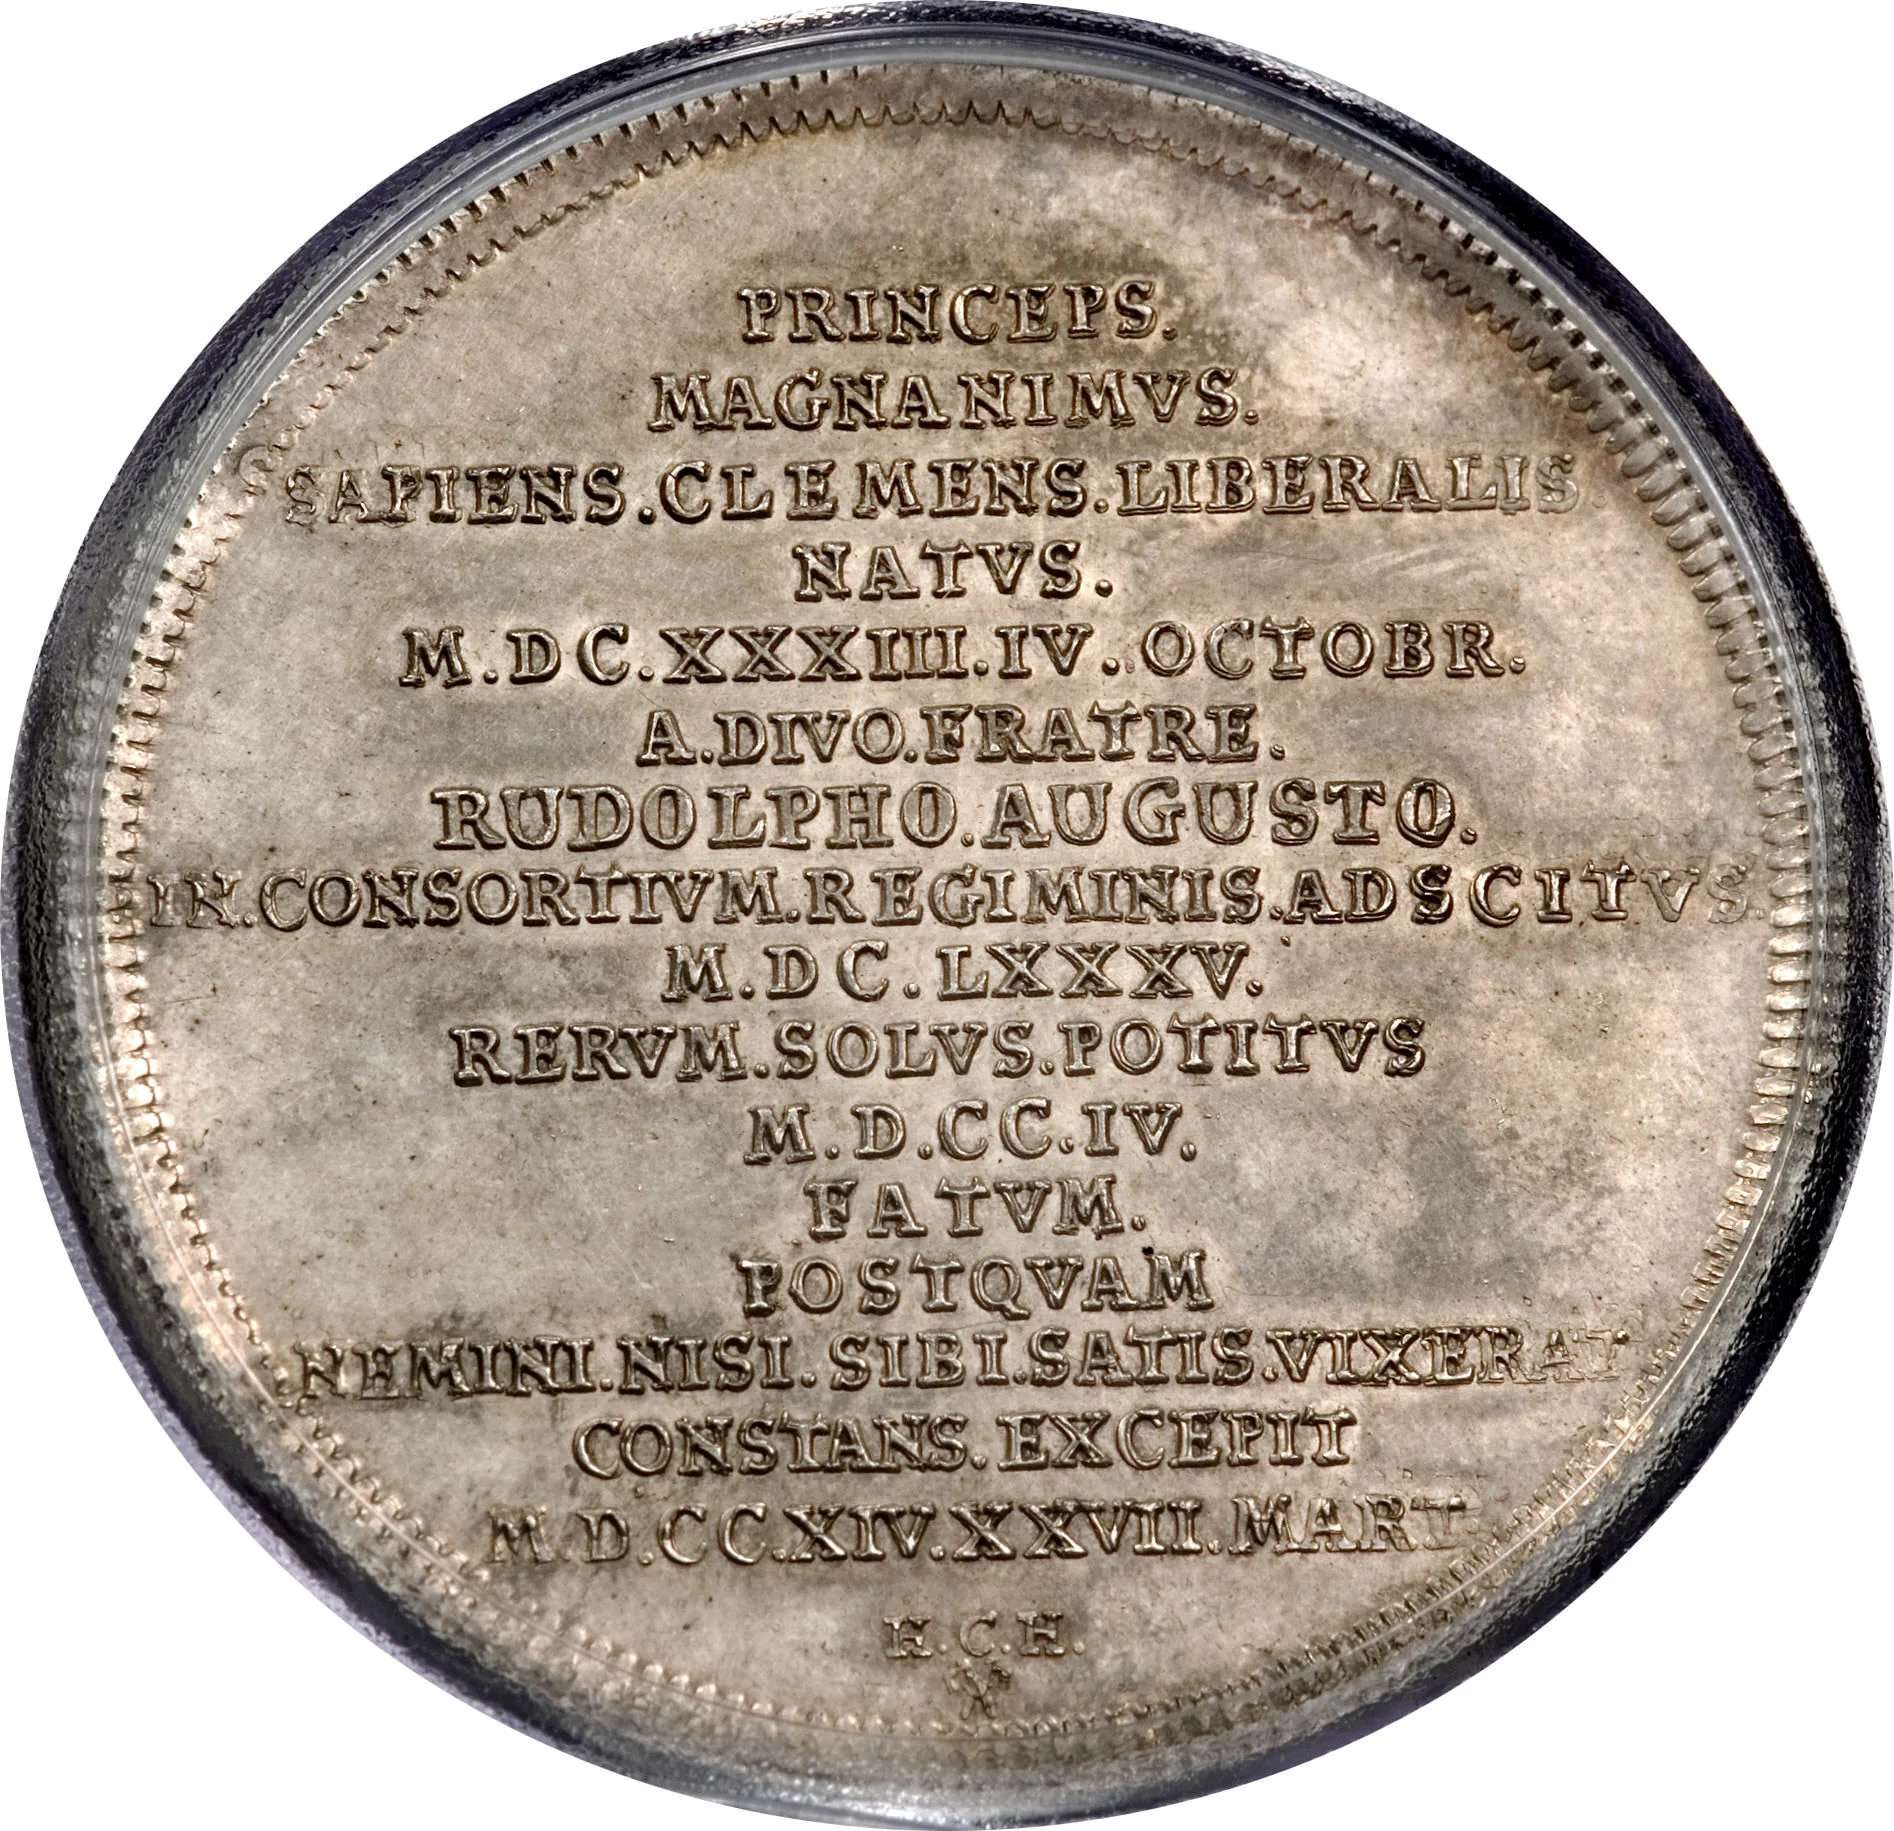 PRINCEPS.
MAGNANIMVS.
SAPIENS.CLEMENS.LIBERALIS.
NATVS.
M.DC.XXXIII.IV.OCTOBR.
A.DIVO.FRATRE.
RUDOLPHO.AUGUSTO.
IN.CONSORTIVM.REGIMINIS.ADSCITVS.
M.DC.LXXXV.
RERVM.SOLVS.POTITVS
M.D.CC.IV.
FATVM.
POSTQVAM
NEMINI.NISI.SIBI.SATIS.VIXERAT
CONSTANS.EXCEPIT
M.D.CC.XIV.XXVII.MART
H.C.H.